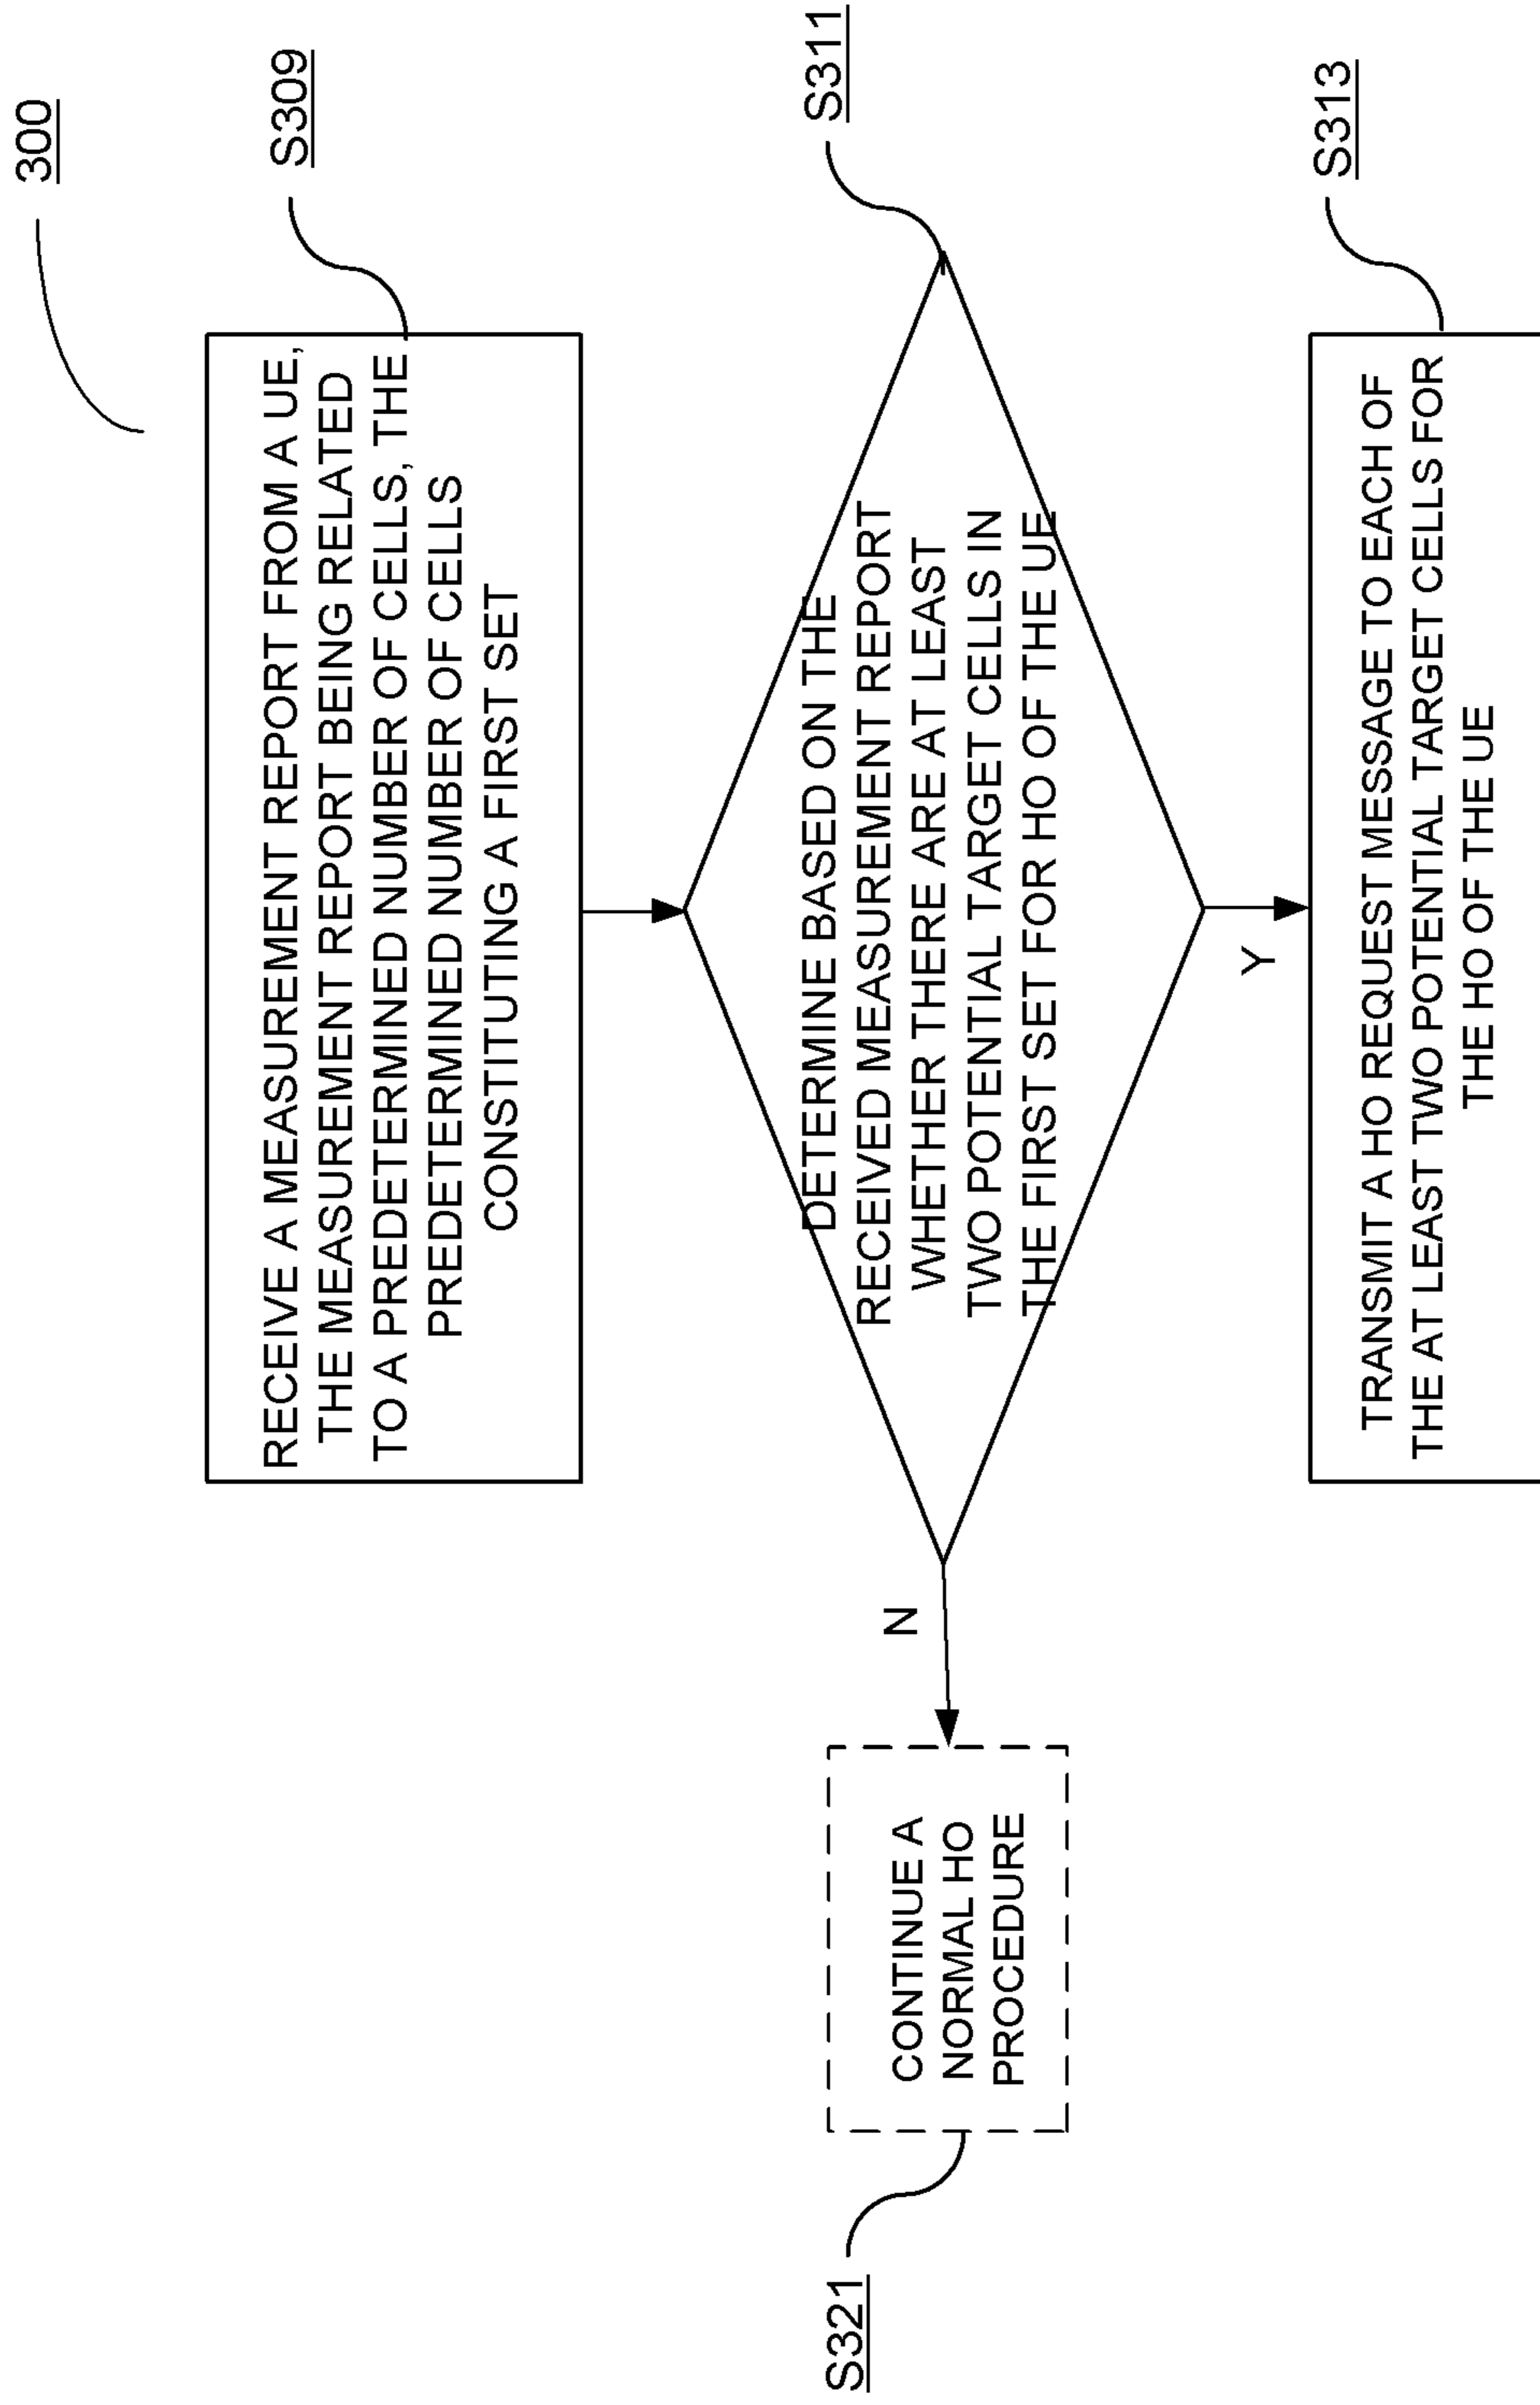 300
S309
RECEIVE A MEASUREMENT REPORT FROM A UE,
THE MEASUREMENT REPORT BEING RELATED
TO A PREDETERMINED NUMBER OF CELLS, THE
PREDETERMINED NUMBER OF CELLS
CONSTITUTING A FIRST SET
S311
DETERMINE BASED ON THE
RECEIVED MEASUREMENT REPORT
WHETHER THERE ARE AT LEAST
TWO POTENTIAL TARGET CELLS IN
THE FIRST SET FOR HO OF THE UE
N
S321
CONTINUE A
NORMAL HO
PROCEDURE
Y
S313
TRANSMIT A HO REQUEST MESSAGE TO EACH OF
THE AT LEAST TWO POTENTIAL TARGET CELLS FOR
THE HO OF THE UE